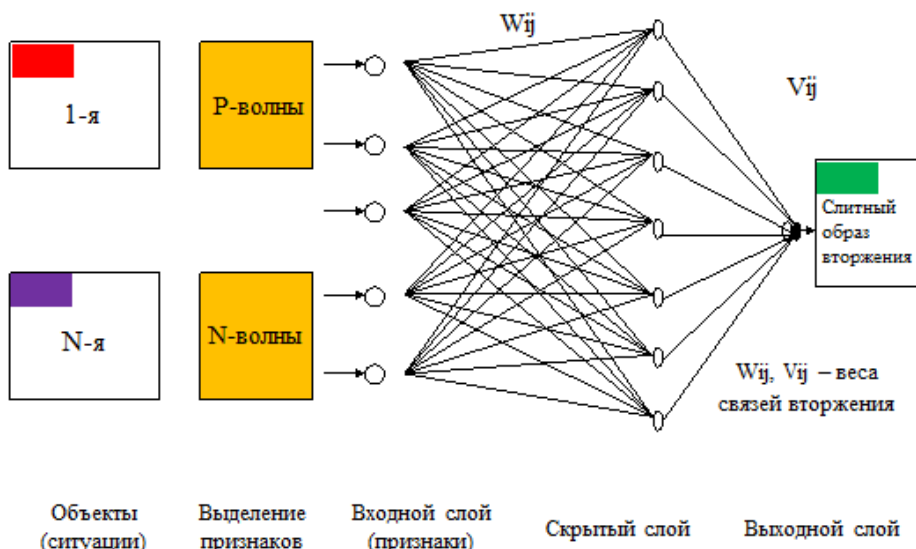 Wij
1-я
P-волны
Vij
Слитный
образ
вторжения
N-я
N-волны
Wij, Vij – веса
связей вторжения
Объекты
(ситуации)
Выделение
признаков
Входной слой
(признаки)
Скрытый слой
Выходной слой